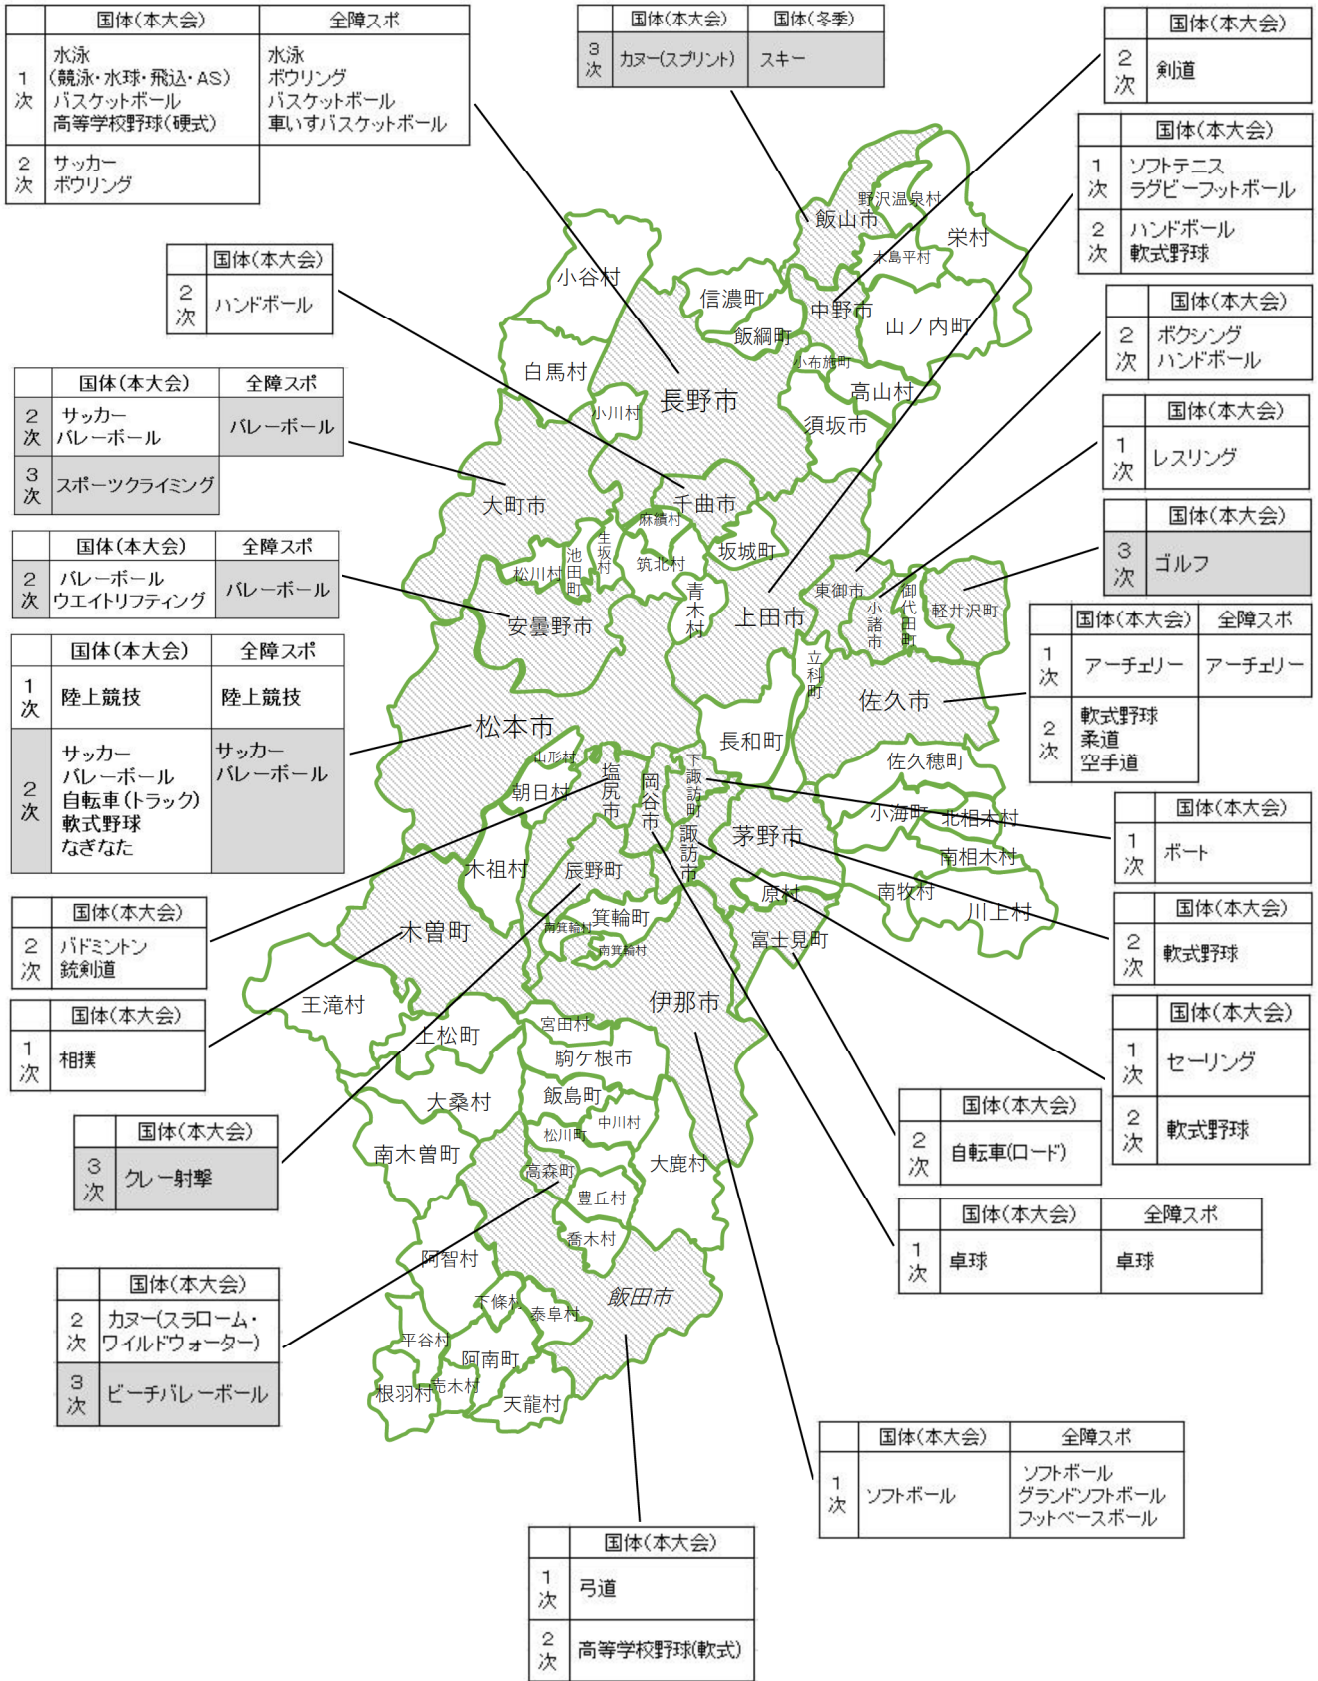 国体(本大会) 全障スポ
1次
水泳
(競泳・水球・飛込・AS)
バスケットボール
高等学校野球(硬式)
水泳
ボウリング
バスケットボール
車いすバスケットボール
2次
サッカー
ボウリング
国体(本大会) 国体(冬季)
3次 カヌー(スプリント) スキー
国体(本大会)
2次 剣道
国体(本大会)
1次
ソフトテニス
ラグビーフットボール
2次
ハンドボール
軟式野球
国体(本大会)
2次 ハンドボール
国体(本大会)
2次
ボクシング
ハンドボール
国体(本大会) 全障スポ
2次
サッカー
バレーボール
バレーボール
3次 スポーツクライミング
国体(本大会)
1次 レスリング
国体(本大会)
3次 ゴルフ
国体(本大会) 全障スポ
2次
バレーボール
ウエイトリフティング
バレーボール
国体(本大会) 全障スポ
1次 アーチェリー アーチェリー
2次
軟式野球
柔道
空手道
国体(本大会) 全障スポ
1次 陸上競技 陸上競技
2次
サッカー
バレーボール
自転車(トラック)
軟式野球
なぎなた
サッカー
バレーボール
国体(本大会)
1次 ボート
国体(本大会)
2次
バドミントン
銃剣道
国体(本大会)
2次 軟式野球
国体(本大会)
1次 相撲
国体(本大会)
1次 セーリング
2次 軟式野球
国体(本大会)
3次 クレー射撃
国体(本大会)
2次 自転車(ロード)
国体(本大会) 全障スポ
1次 卓球 卓球
国体(本大会)
2次
カヌー(スラローム・
ワイルドウォーター)
3次 ビーチバレーボール
国体(本大会) 全障スポ
1次 ソフトボール
ソフトボール
グランドソフトボール
フットベースボール
国体(本大会)
1次 弓道
2次 高等学校野球(軟式)
野沢温泉村
飯山市
栄村
木島平村
小谷村
信濃町
中野市
山ノ内町
飯綱町
小布施町
白馬村
高山村
長野市
小川村
須坂市
大町市
千曲市
麻績村
生坂村
坂城町
筑北村
池田町
松川村
青木村
東御市
小諸市
御代田町
軽井沢町
安曇野市
上田市
立科町
佐久市
松本市
長和町
山形村
下諏訪町
佐久穂町
塩尻市
岡谷市
朝日村
小海町
北相木村
諏訪市
茅野市
南相木村
木祖村
辰野町
原村
南牧村
川上村
箕輪町
南箕輪村
南箕輪村
木曽町
富士見町
王滝村
伊那市
上松町
宮田村
駒ケ根市
大桑村
飯島町
中川村
松川町
南木曽町
大鹿村
高森町
豊丘村
喬木村
阿智村
飯田市
下條村
泰阜村
平谷村
阿南町
売木村
根羽村
天龍村